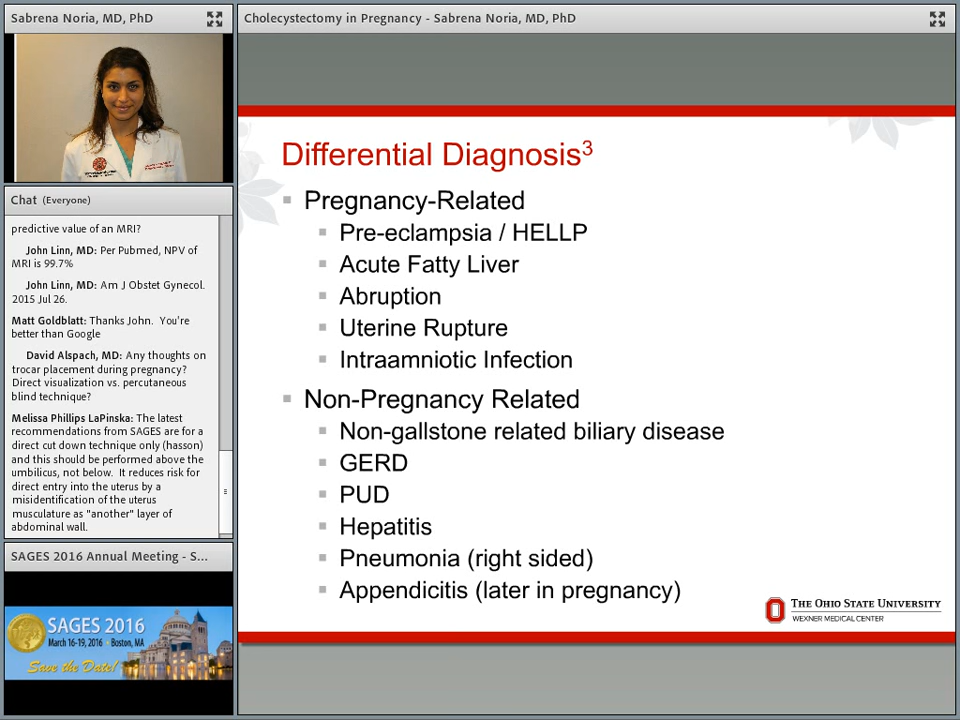 Sabrena Noria, MD, PhD
Cholecystectomy in Pregnancy - Sabrena Noria, MD, PhD
Chat (Everyone)
predictive value of an MRI?
John Linn, MD: Per Pubmed, NPV of
MRI is 99.7%
John Linn, MD: Am J Obstet Gynecol.
2015 Jul 26.
Matt Goldblatt: Thanks John. You're
better than Google
David Alspach, MD: Any thoughts on
trocar placement during pregnancy?
Direct visualization vs. percutaneous
blind technique?
Melissa Phillips LaPinska: The latest
recommendations from SAGES are for a
direct cut down technique only (hasson)
and this should be performed above the
umbilicus, not below. It reduces risk for
direct entry into the uterus by a
misidentification of the uterus
musculature as "another" layer of
abdominal wall.
SAGES 2016 Annual Meeting - S...
SAGES 2016
March 16-19, 2016 • Boston, MA
Save the Date!
Differential Diagnosis3
Pregnancy-Related
Pre-eclampsia / HELLP
Acute Fatty Liver
Abruption
Uterine Rupture
Intraamniotic Infection
Non-Pregnancy Related
Non-gallstone related biliary disease
GERD
PUD
Hepatitis
Pneumonia (right sided)
Appendicitis (later in pregnancy)
THE OHIO STATE UNIVERSITY
WEXNER MEDICAL CENTER